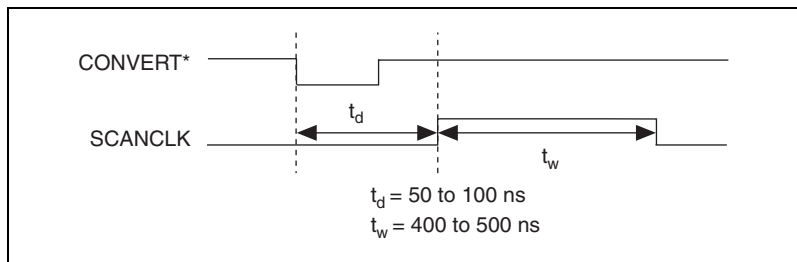 CONVERT*
t_d
SCANCLK
t_w
t_d = 50 to 100 ns
t_w = 400 to 500 ns